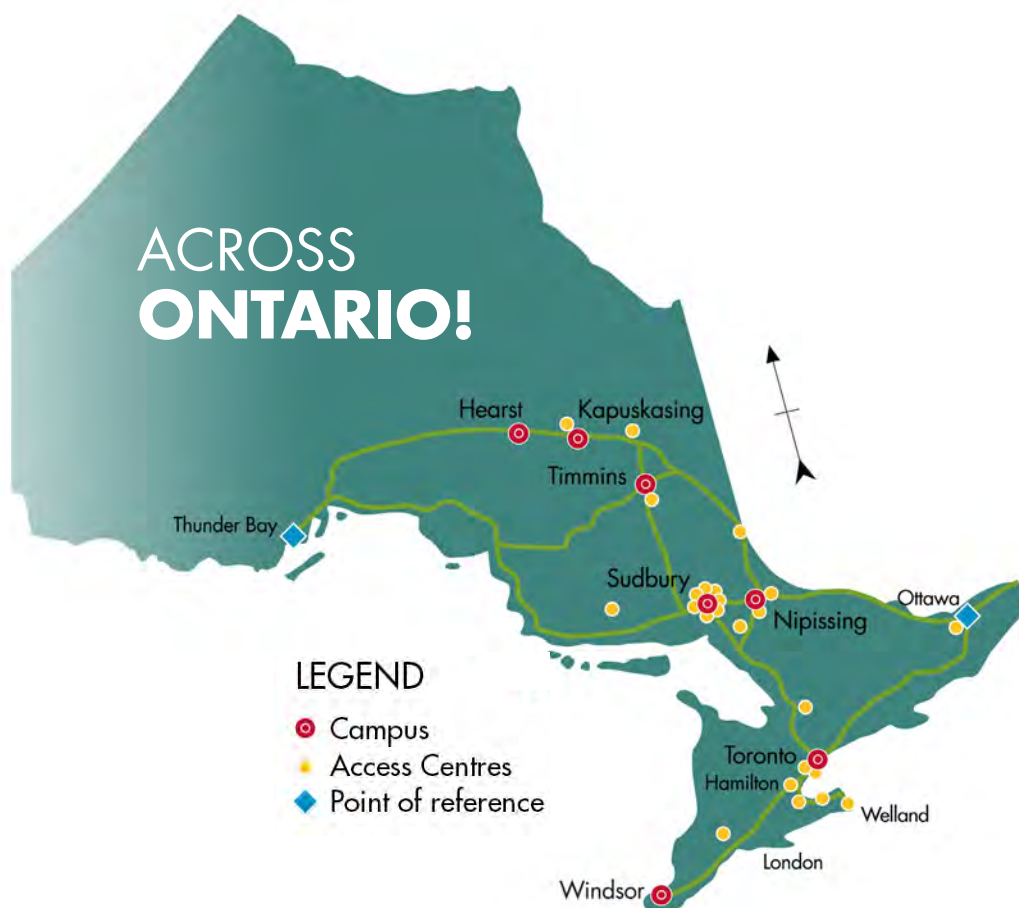 ACROSS
ONTARIO!
Hearst
Kapuskasing
Timmins
Thunder Bay
Sudbury
Nipissing
Ottawa
LEGEND
Campus
Access Centres
Point of reference
Toronto
Hamilton
Welland
London
Windsor